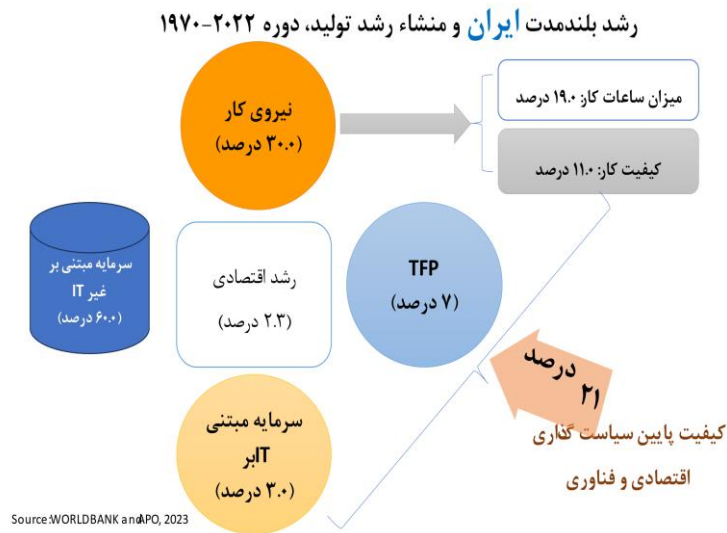 رشد بلندمدت ایران و منشاء رشد تولید، دوره ۲۰۲۲-۱۹۷۰
نیروی کار
(۳۰.۰ درصد)
میزان ساعات کار: ۱۹.۰ درصد
کیفیت کار: ۱۱.۰ درصد
TFP
(۷ درصد)
رشد اقتصادی
(۲.۳ درصد)
سرمایه مبتنی بر
غیر IT
(۶۰.۰ درصد)
۲۱ درصد
کیفیت پایین سیاست گذاری
اقتصادی و فناوری
سرمایه مبتنی
ITبر
(۳.۰ درصد)
Source:WORLDBANK andAPO, 2023